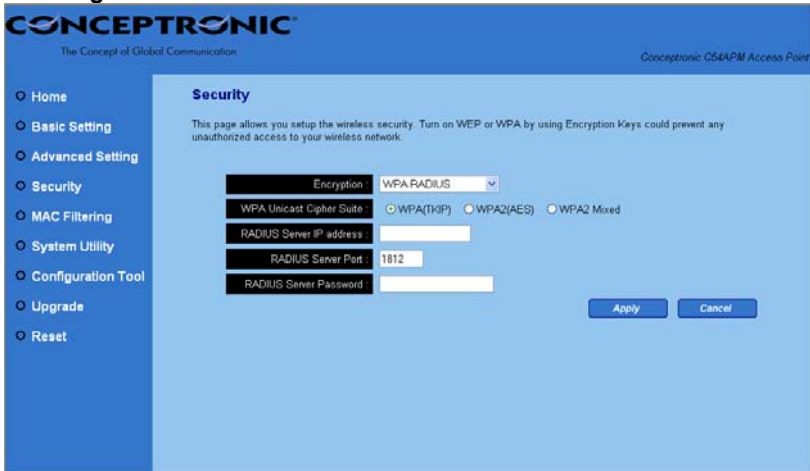 CONCEPTRONIC
The Concept of Global Communication
Conceptronic C54APM Access Point
Home
Basic Setting
Advanced Setting
Security
MAC Filtering
System Utility
Configuration Tool
Upgrade
Reset
Security
This page allows you setup the wireless security. Turn on WEP or WPA by using Encryption Keys could prevent any
unauthorized access to your wireless network.
Encryption : WPA RADIUS
WPA Unicast Cipher Suite : WPA(TKIP) WPA2(AES) WPA2 Mixed
RADIUS Server IP address :
RADIUS Server Port : 1812
RADIUS Server Password :
Apply Cancel